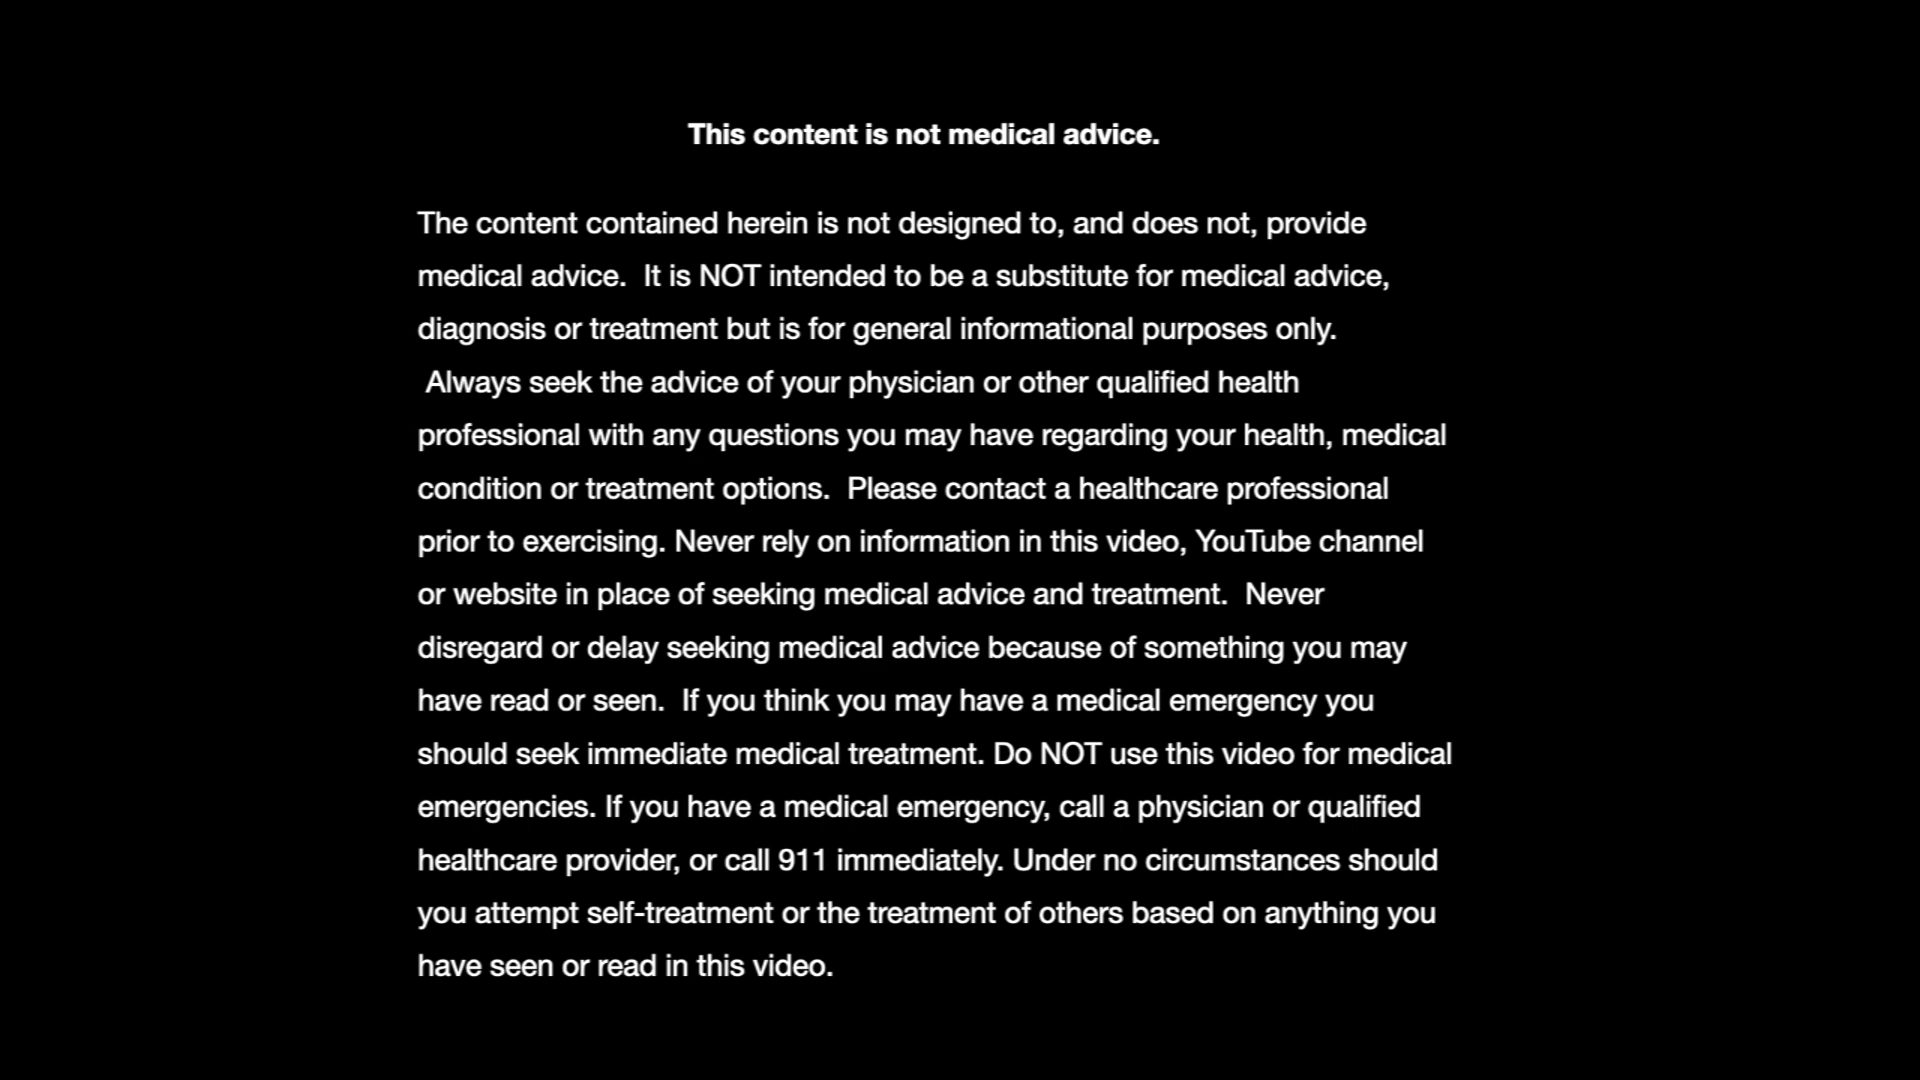 This content is not medical advice.
The content contained herein is not designed to, and does not, provide
medical advice.  It is NOT intended to be a substitute for medical advice,
diagnosis or treatment but is for general informational purposes only.
Always seek the advice of your physician or other qualified health
professional with any questions you may have regarding your health, medical
condition or treatment options.  Please contact a healthcare professional
prior to exercising. Never rely on information in this video, YouTube channel
or website in place of seeking medical advice and treatment.  Never
disregard or delay seeking medical advice because of something you may
have read or seen.  If you think you may have a medical emergency you
should seek immediate medical treatment. Do NOT use this video for medical
emergencies. If you have a medical emergency, call a physician or qualified
healthcare provider, or call 911 immediately. Under no circumstances should
you attempt self-treatment or the treatment of others based on anything you
have seen or read in this video.